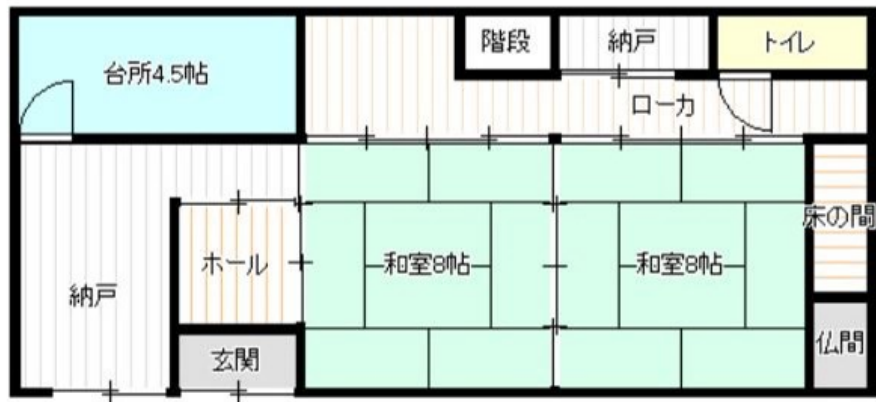 台所4.5帖
階段
納戸
トイレ
ローカ
納戸
ホール
玄関
和室8帖
和室8帖
床の間
仏間